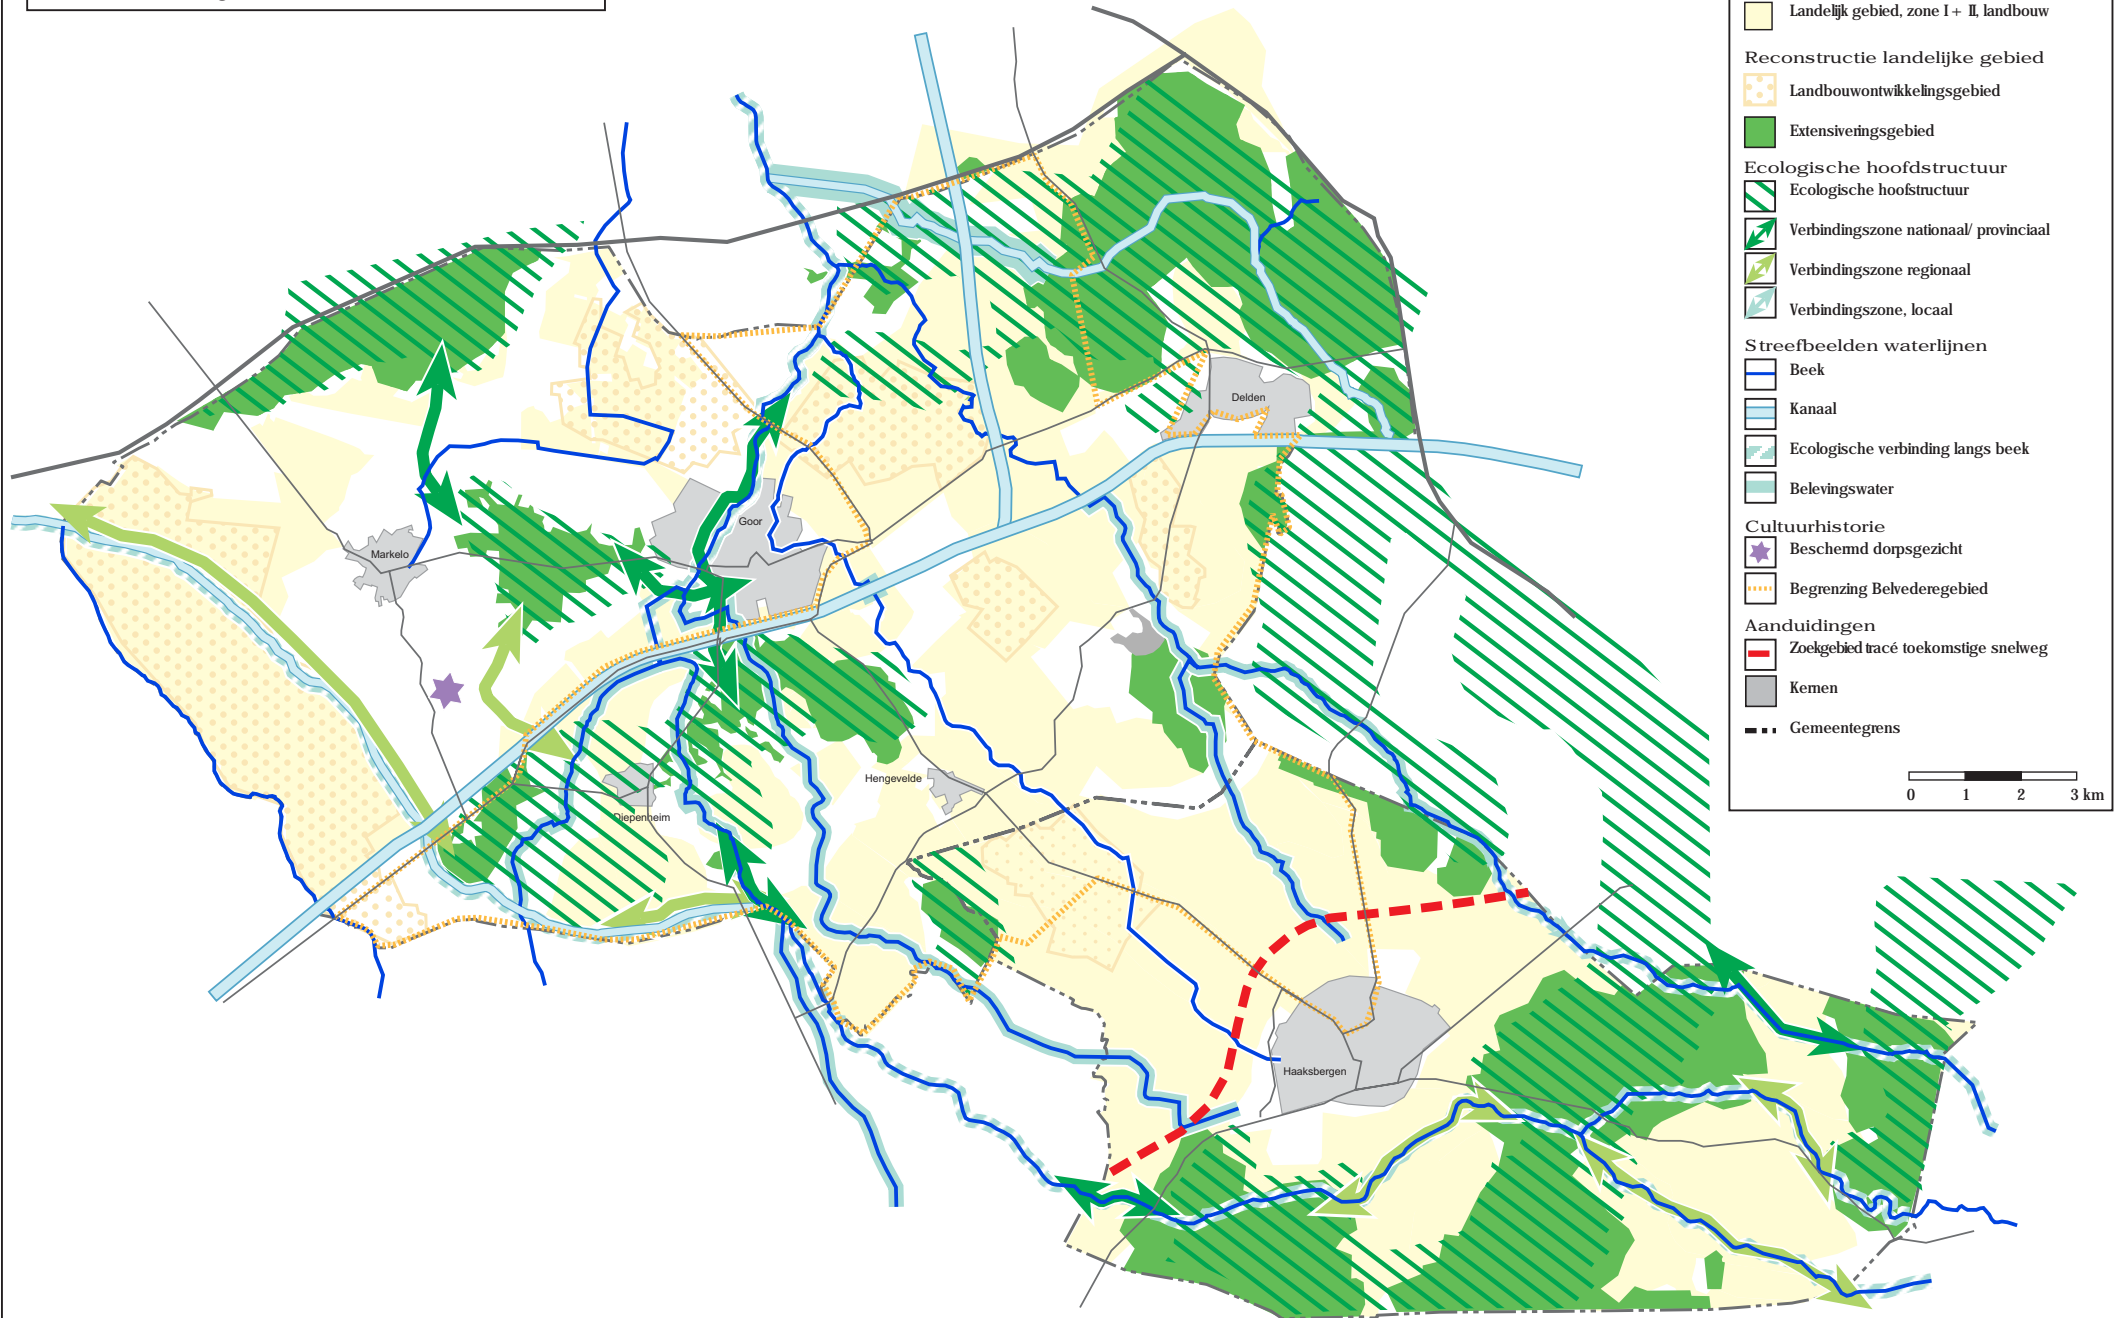 Landelijk gebied, zone I + II, landbouw
Reconstructie landelijke gebied
Landbouwontwikkelingsgebied
Extensiveringsgebied
Ecologische hoofdstructuur
Ecologische hoofstructuur
Verbindingszone nationaal/ provinciaal
Verbindingszone regionaal
Verbindingszone, locaal
Streefbeelden waterlijnen
Beek
Kanaal
Ecologische verbinding langs beek
Belevingswater
Cultuurhistorie
Beschermd dorpsgezicht
Begrenzing Belvederegebied
Aanduidingen
Zoekgebied tracé toekomstige snelweg
Kernen
Gemeentegrens
0 1 2 3 km
Delden
Goor
Markelo
Hengevelde
Diepenheim
Haaksbergen